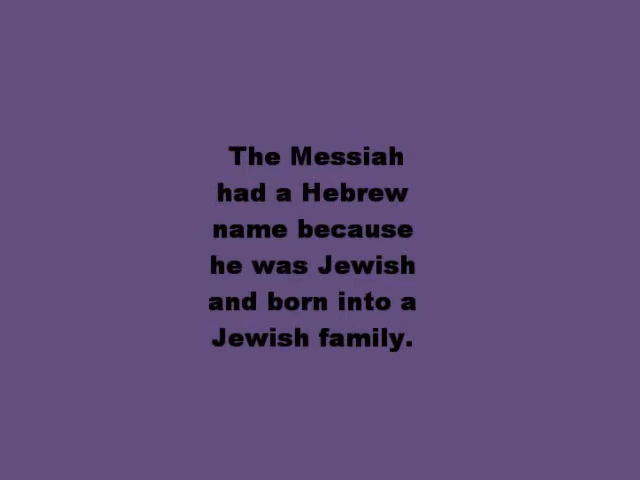 The Messiah
had a Hebrew
name because
he was Jewish
and born into a
Jewish family.